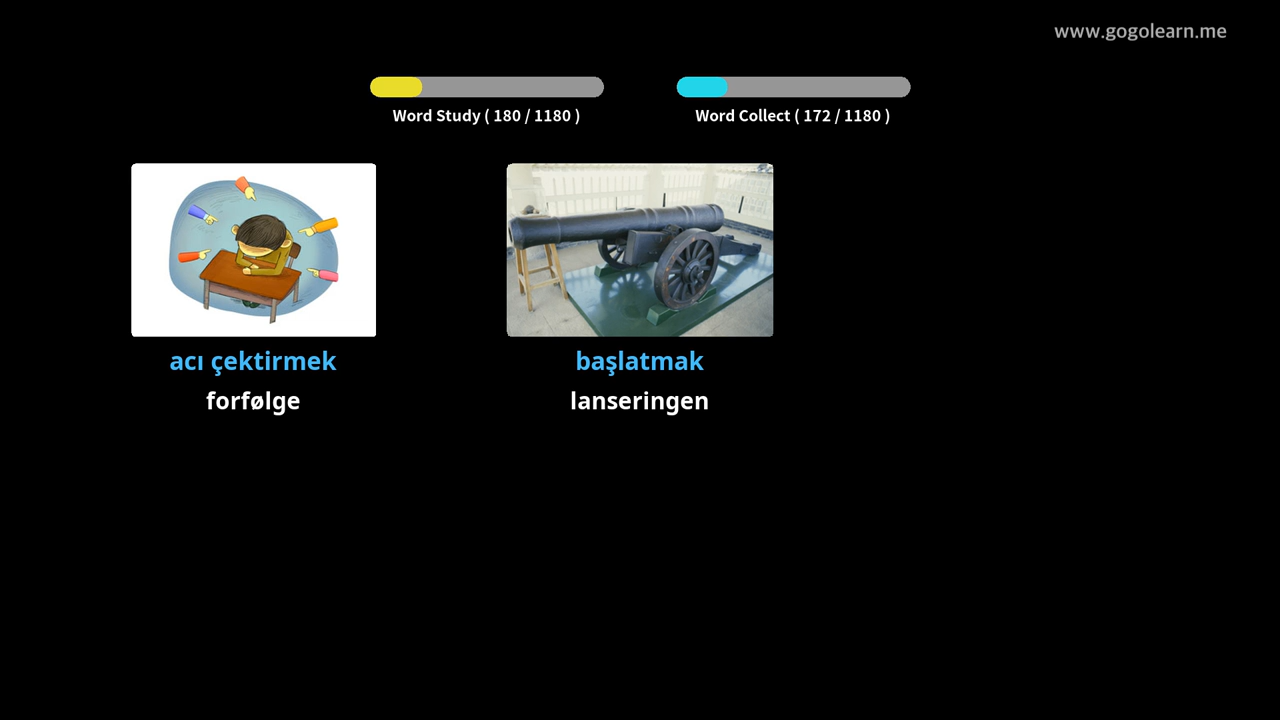 www.gogolearn.me
Word Study ( 180 / 1180 )
Word Collect ( 172 / 1180 )
acı çektirmek
forfølge
başlatmak
lanseringen